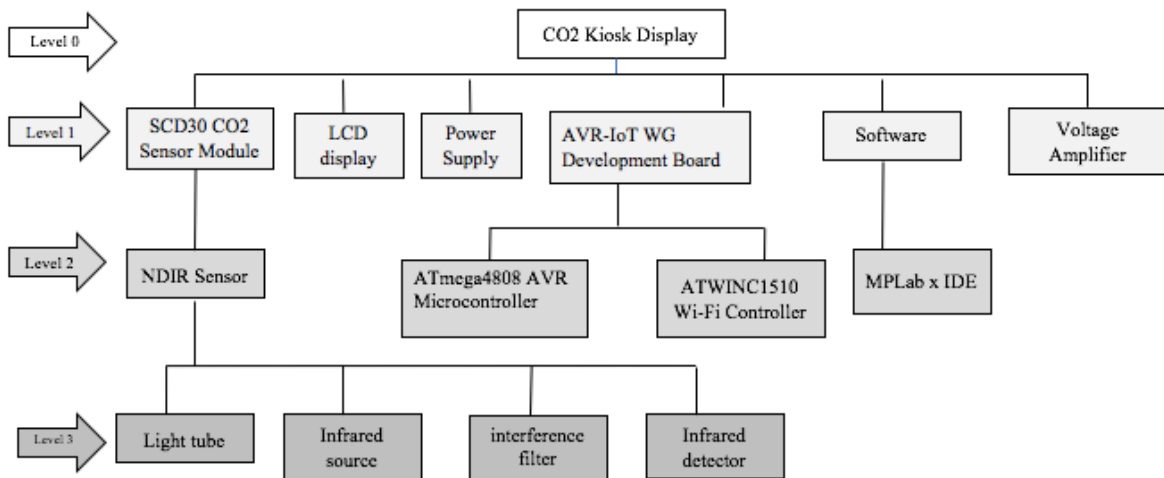 Level 0
CO2 Kiosk Display
Level 1
SCD30 CO2
Sensor Module
LCD
display
Power
Supply
AVR-IoT WG
Development Board
Software
Voltage
Amplifier
Level 2
NDIR Sensor
ATmega4808 AVR
Microcontroller
ATWINC1510
Wi-Fi Controller
MPLab x IDE
Level 3
Light tube
Infrared
source
interference
filter
Infrared
detector